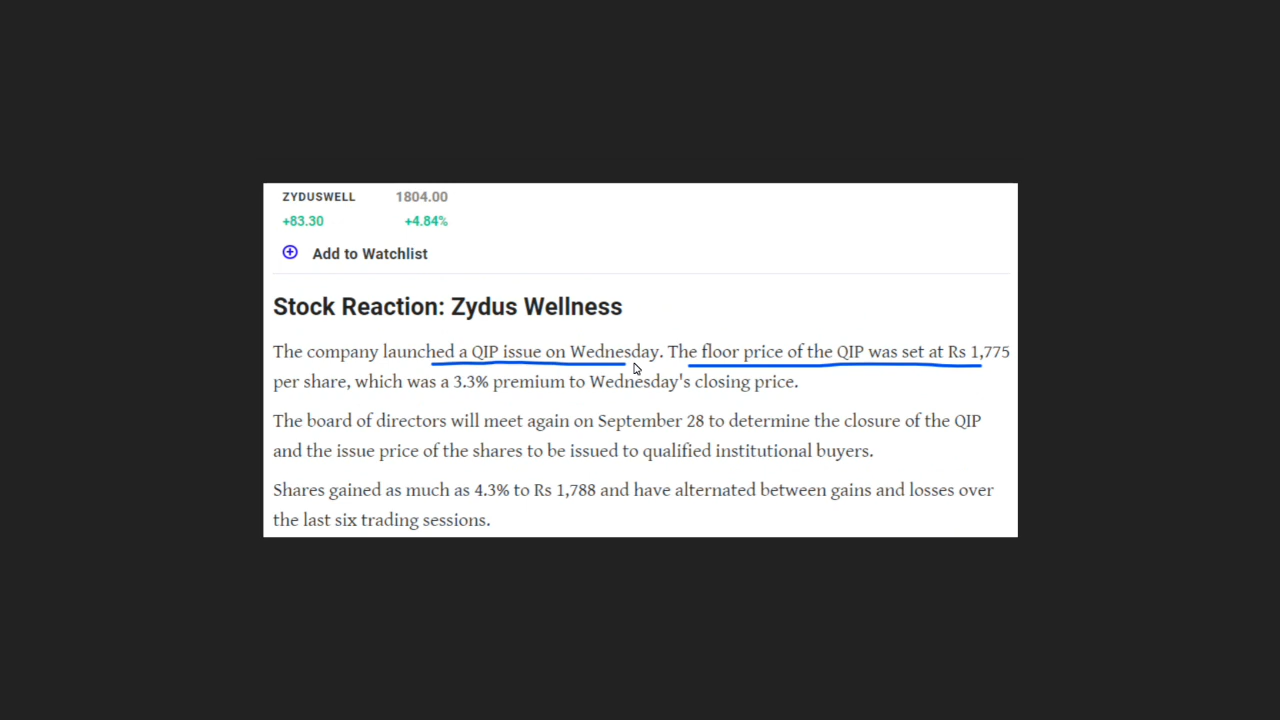 ZYDUSWELL 1804.00
+83.30 +4.84%
Add to Watchlist
Stock Reaction: Zydus Wellness
The company launched a QIP issue on Wednesday. The floor price of the QIP was set at Rs 1,775
per share, which was a 3.3% premium to Wednesday's closing price.
The board of directors will meet again on September 28 to determine the closure of the QIP
and the issue price of the shares to be issued to qualified institutional buyers.
Shares gained as much as 4.3% to Rs 1,788 and have alternated between gains and losses over
the last six trading sessions.